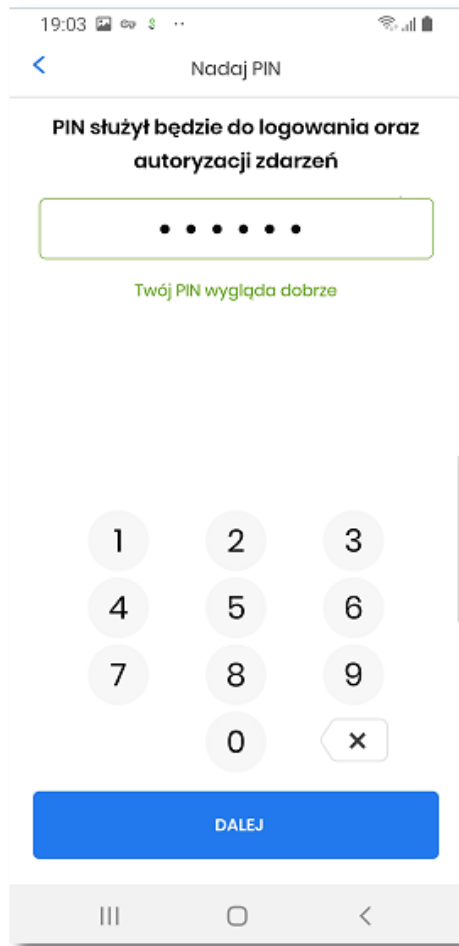 19:03
Nadaj PIN
PIN służył będzie do logowania oraz
autoryzacji zdarzeń
Twój PIN wygląda dobrze
1 2 3
4 5 6
7 8 9
0
DALEJ